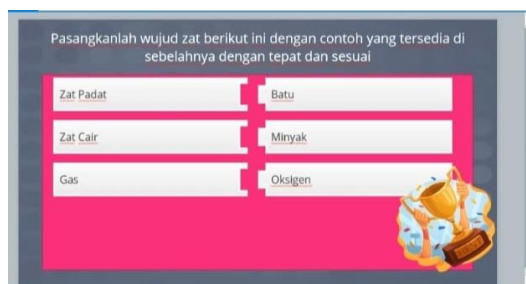 Pasangkanlah wujud zat berikut ini dengan contoh yang tersedia di
sebelahnya dengan tepat dan sesuai
Zat Padat
Batu
Zat Cair
Minyak
Gas
Oksigen